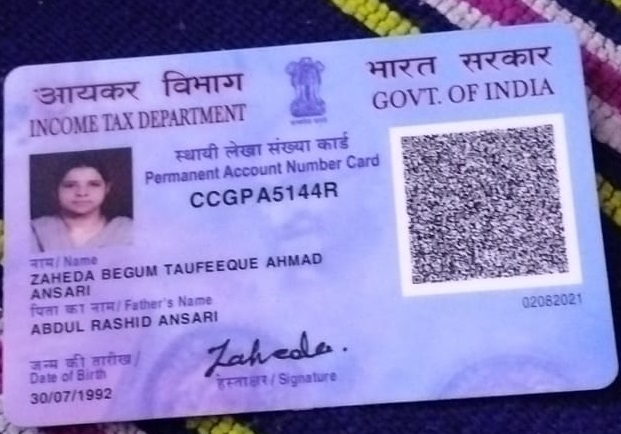 आयकर विभाग
INCOME TAX DEPARTMENT
भारत सरकार
GOVT. OF INDIA
स्थायी लेखा संख्या कार्ड
Permanent Account Number Card
CCGPA5144R
नाम/ Name
ZAHEDA BEGUM TAUFEEQUE AHMAD
ANSARI
पिता का नाम/ Father's Name
ABDUL RASHID ANSARI
02082021
जन्म की तारीख/
Date of Birth
30/07/1992
Zaheda.
हस्ताक्षर/ Signature